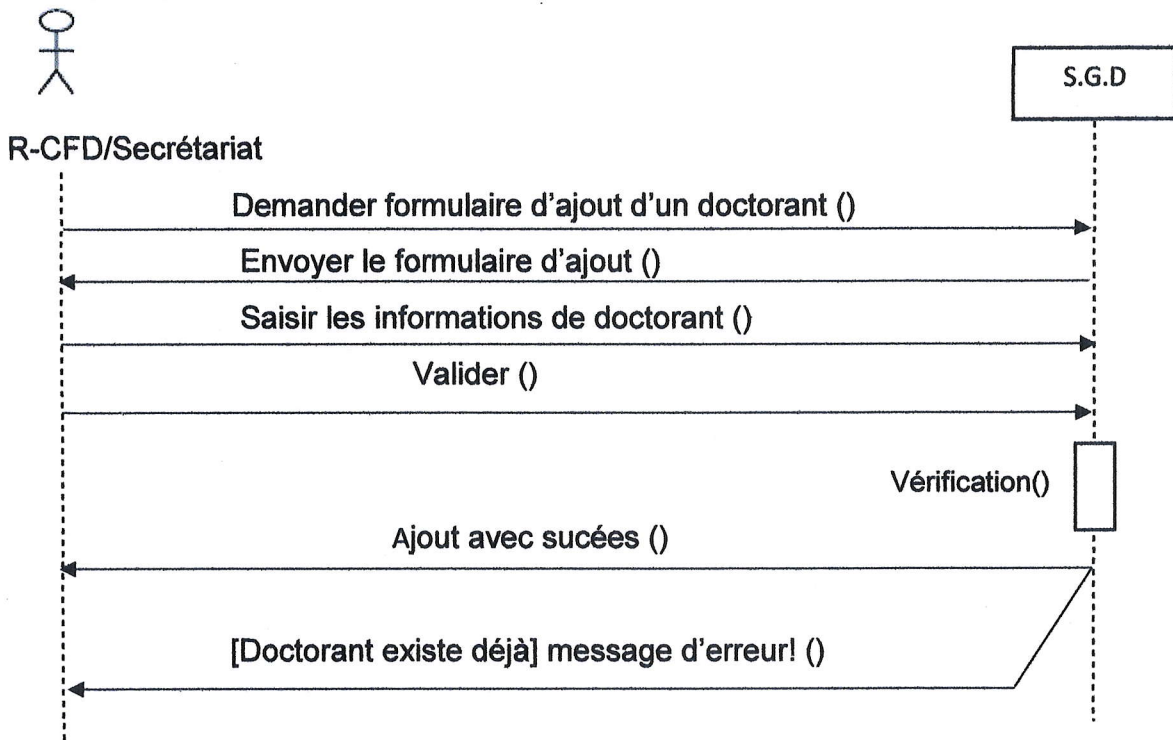 S.G.D
R-CFD/Secrétariat
Demander formulaire d'ajout d'un doctorant ()
Envoyer le formulaire d'ajout ()
Saisir les informations de doctorant ()
Valider ()
Vérification()
Ajout avec sucées ()
[Doctorant existe déjà] message d'erreur! ()